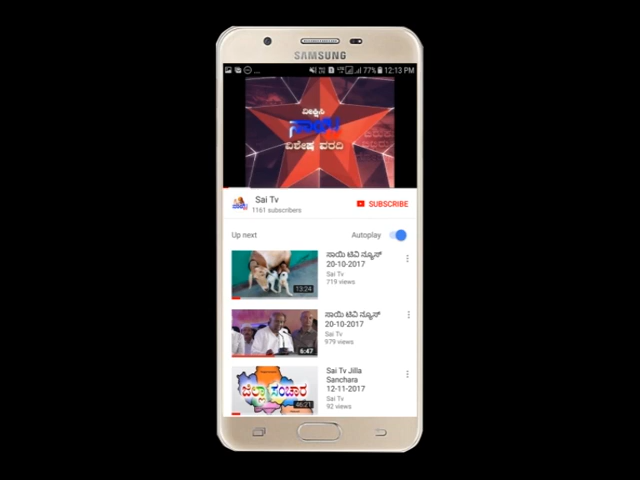 SAMSUNG
77% 12:13 PM
ವೀಕ್ಷಿಸಿ
ವಿಶೇಷ ವರದಿ
Sai Tv
1161 subscribers
SUBSCRIBE
Up next
Autoplay
ಸಾಯಿ ಟಿವಿ ನ್ಯೂಸ್
20-10-2017
Sai Tv
719 views
13:24
ಸಾಯಿ ಟಿವಿ ನ್ಯೂಸ್
20-10-2017
Sai Tv
979 views
6:47
Sai Tv Jilla
Sanchara
12-11-2017
Sai Tv
92 views
ಜಿಲ್ಲಾ ಸಂಚಾರ
46:21